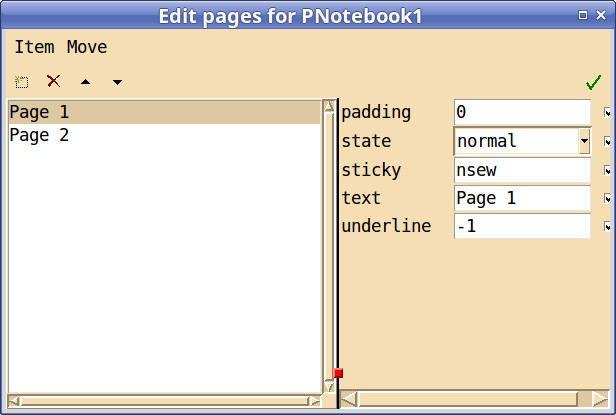 Edit pages for PNotebook1
Item Move
Page 1
Page 2
padding 0
state normal
sticky nsew
text Page 1
underline -1